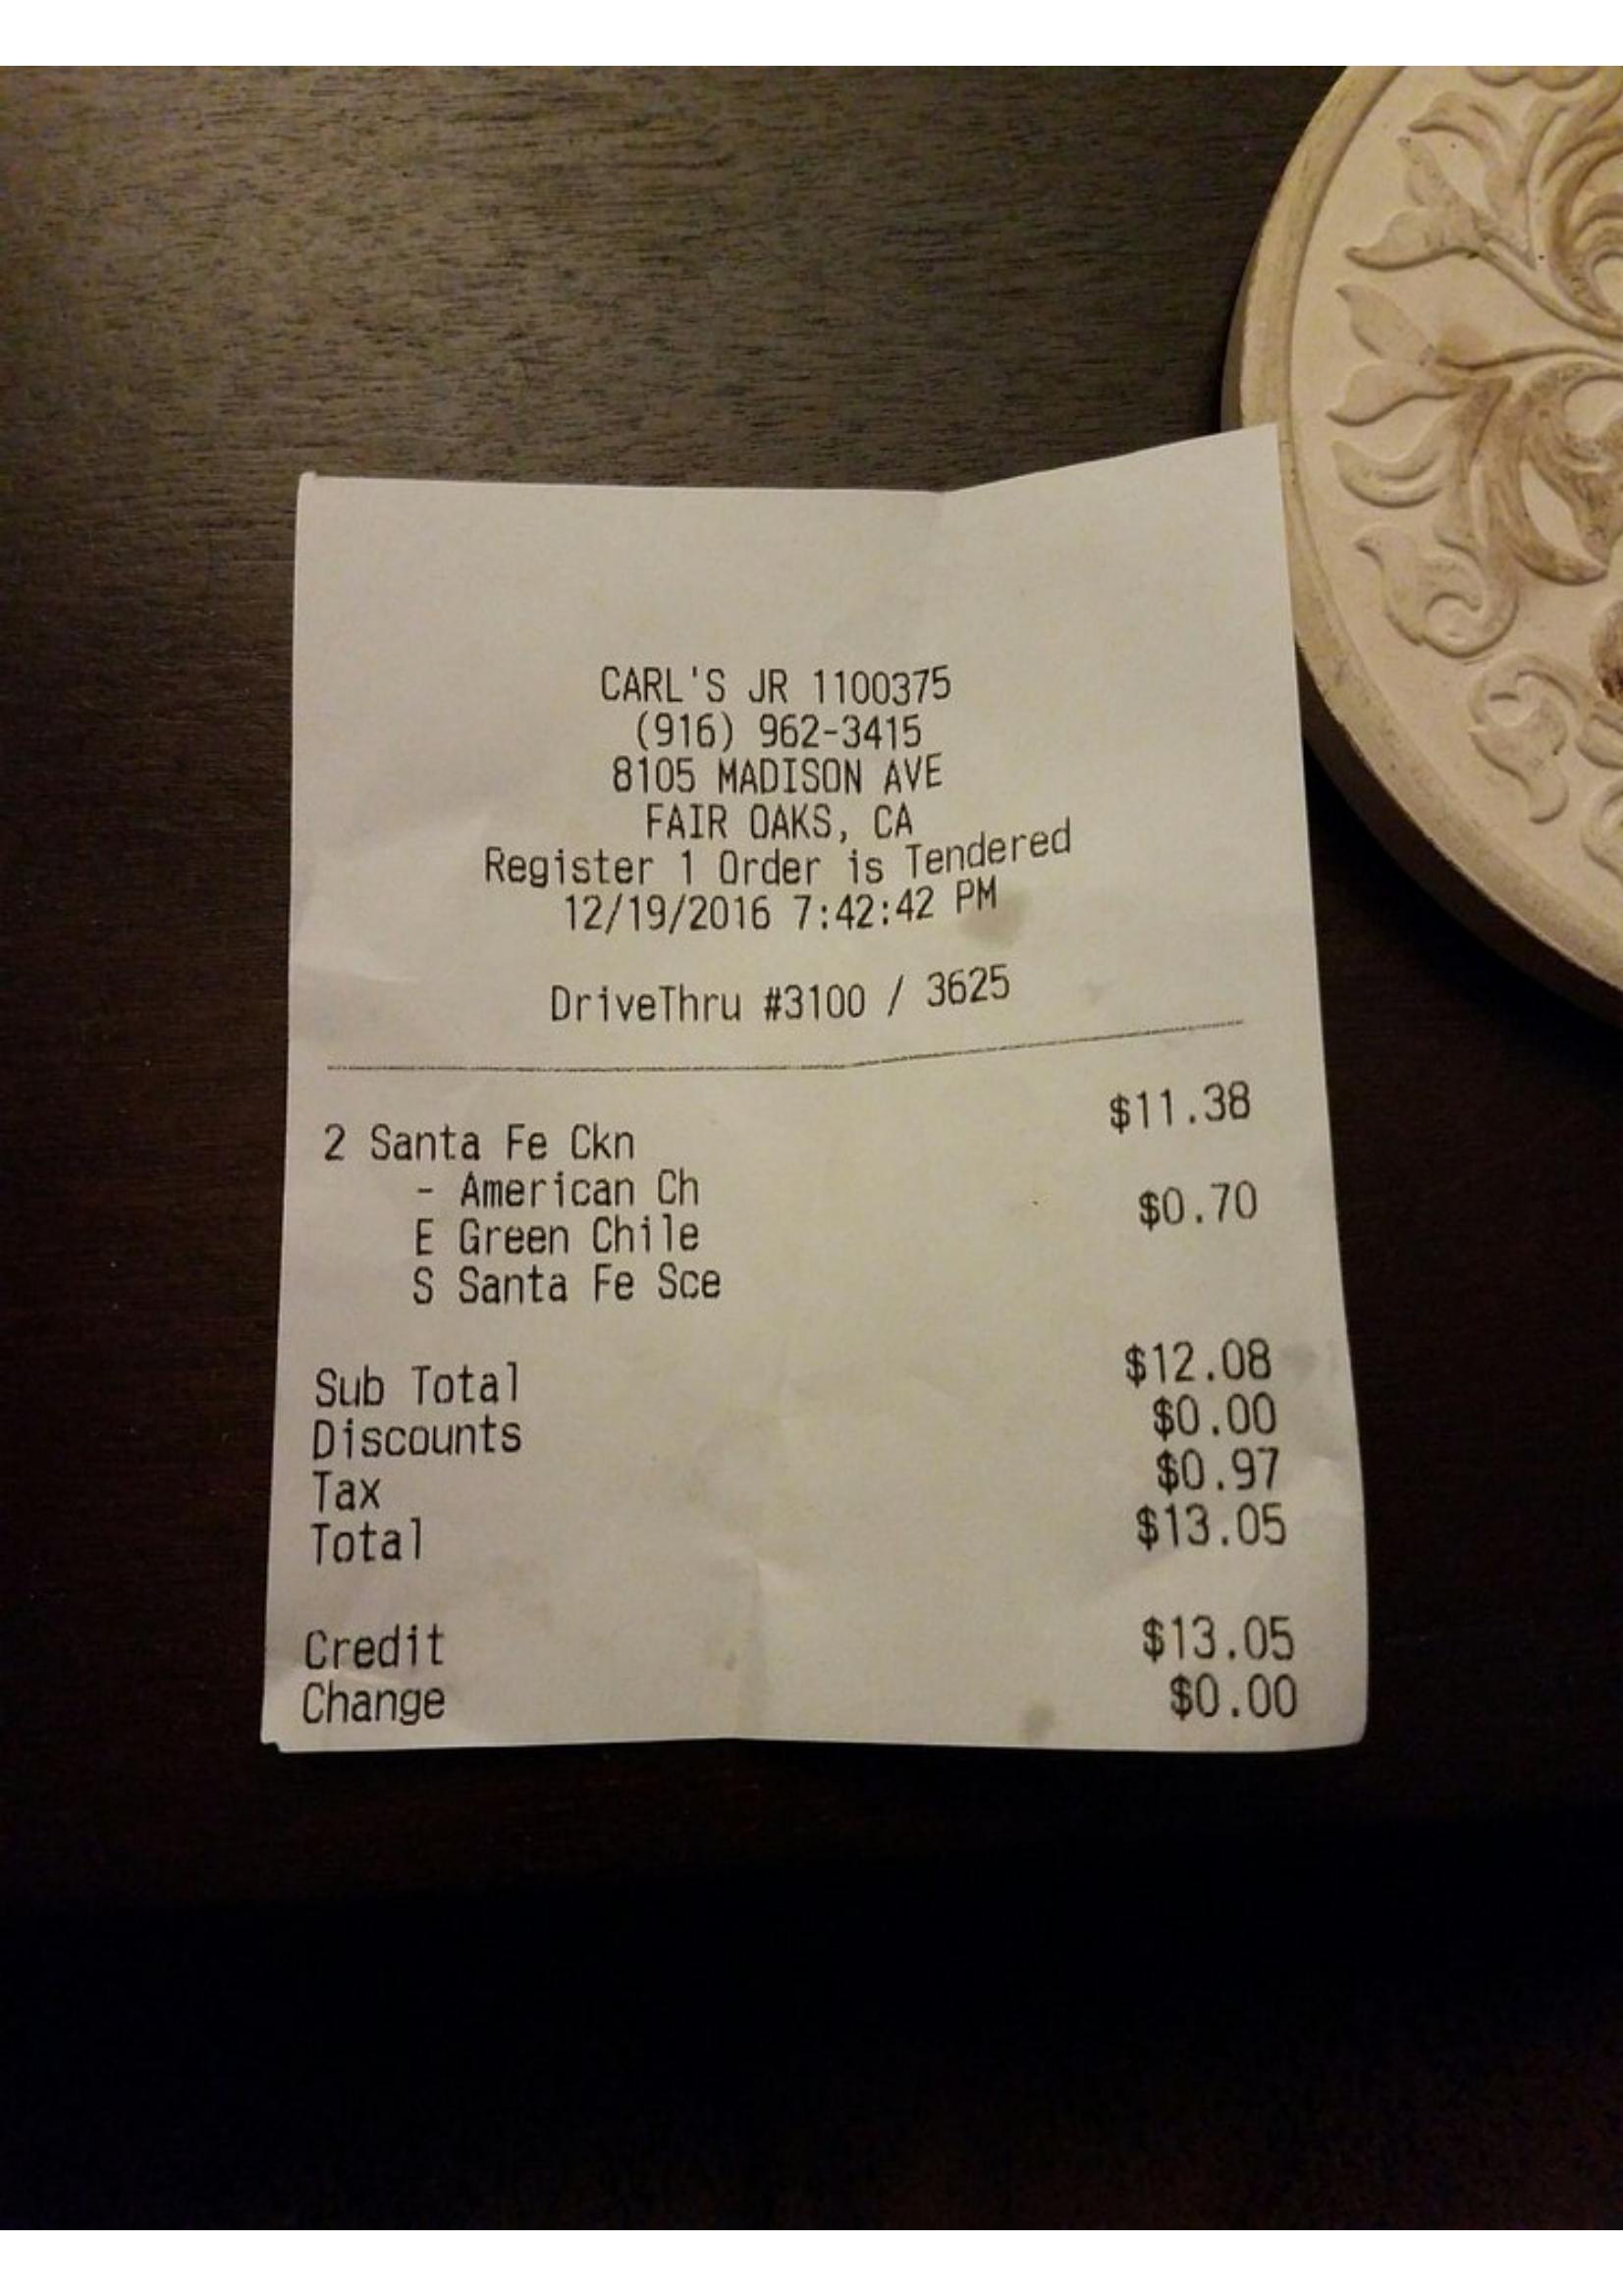 CARL'S JR 1100375
(916) 962-3415
8105 MADISON AVE
FAIR OAKS, CA
Register 1 Order is Tendered
12/19/2016 7:42:42 PM
DriveThru #3100 / 3625
2 Santa Fe Ckn $11.38
- American Ch
E Green Chile $0.70
S Santa Fe Sce
Sub Total $12.08
Discounts $0.00
Tax $0.97
Total $13.05
Credit $13.05
Change $0.00